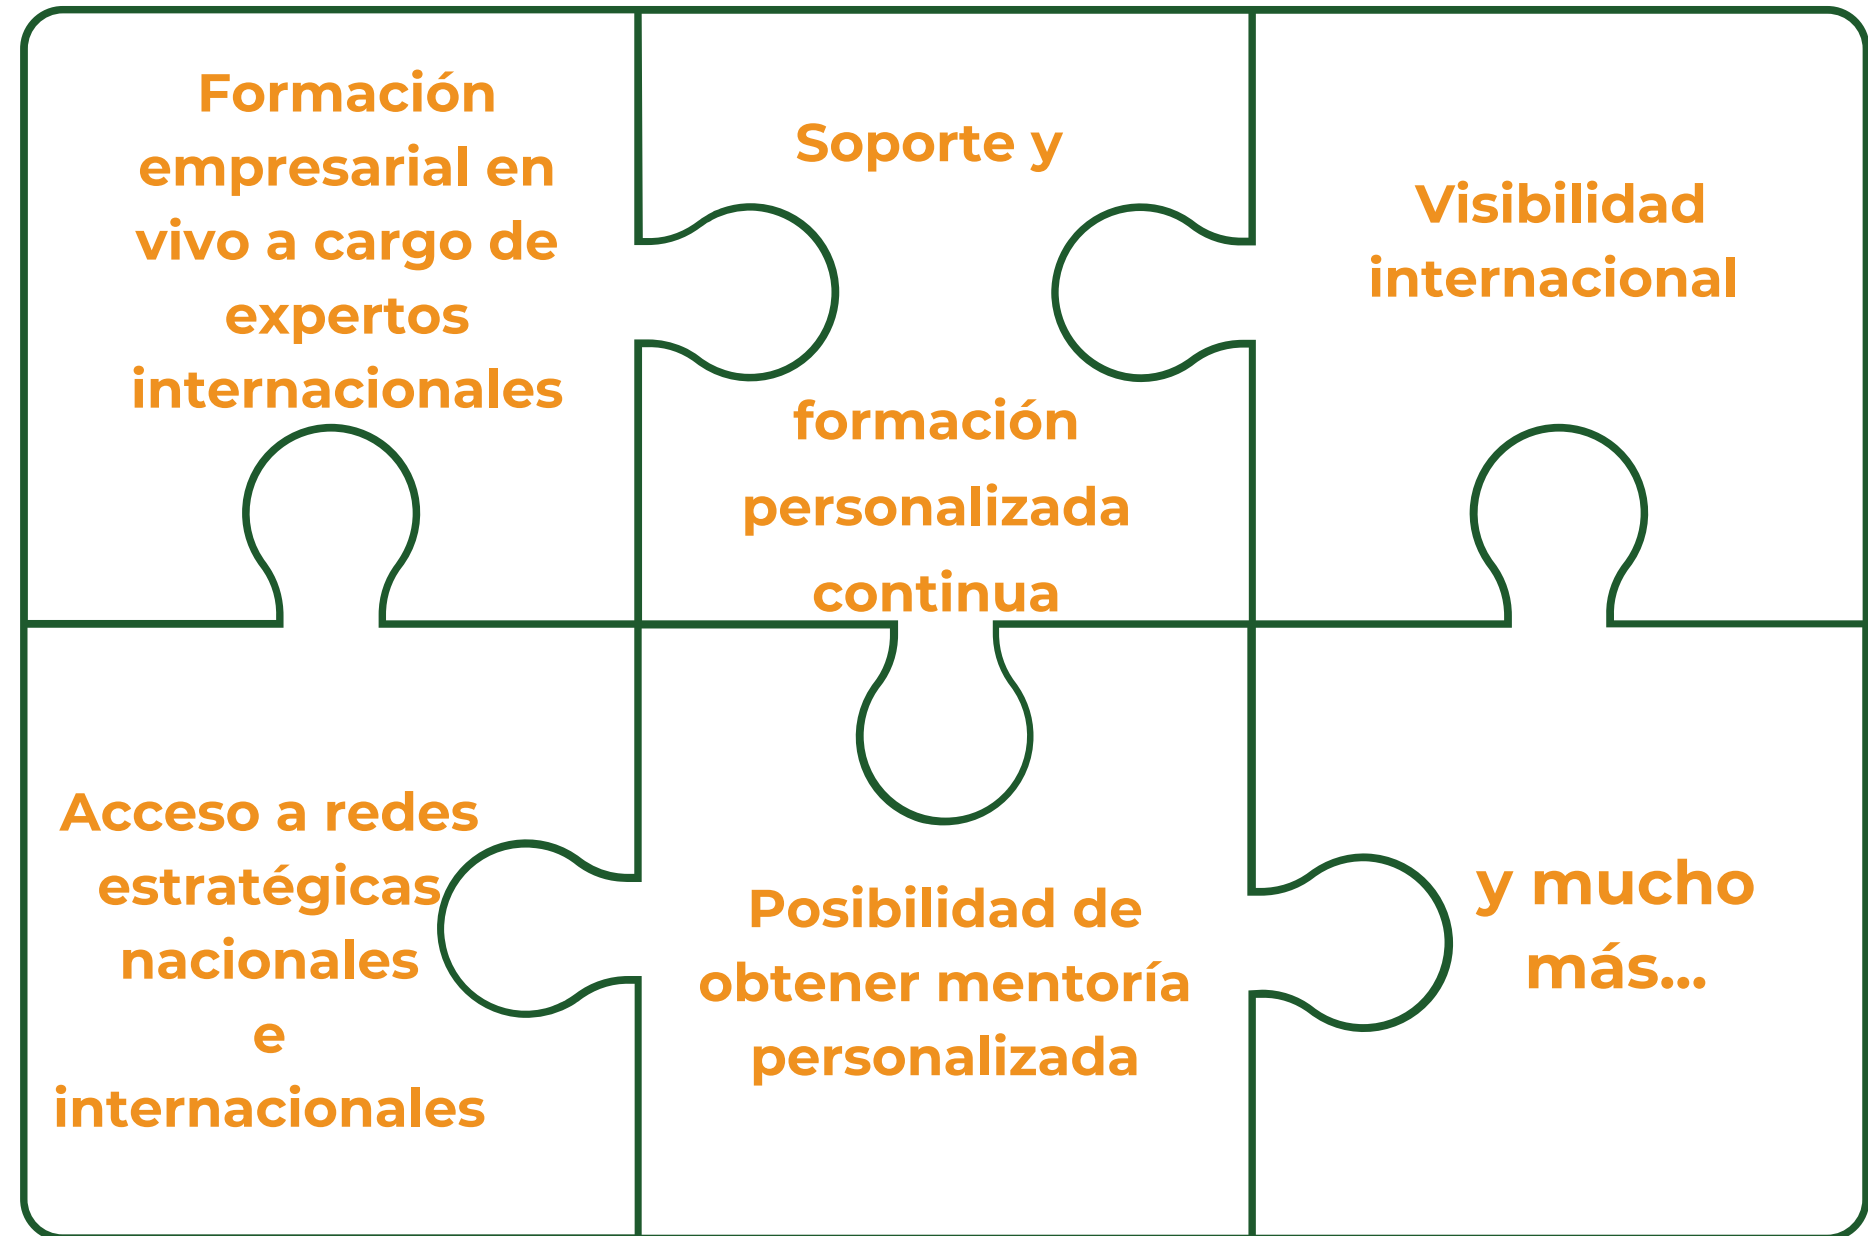 Formación
empresarial en
vivo a cargo de
expertos
internacionales
Soporte y
formación
personalizada
continua
Visibilidad
internacional
Acceso a redes
estratégicas
nacionales
e
internacionales
Posibilidad de
obtener mentoría
personalizada
y mucho
más...